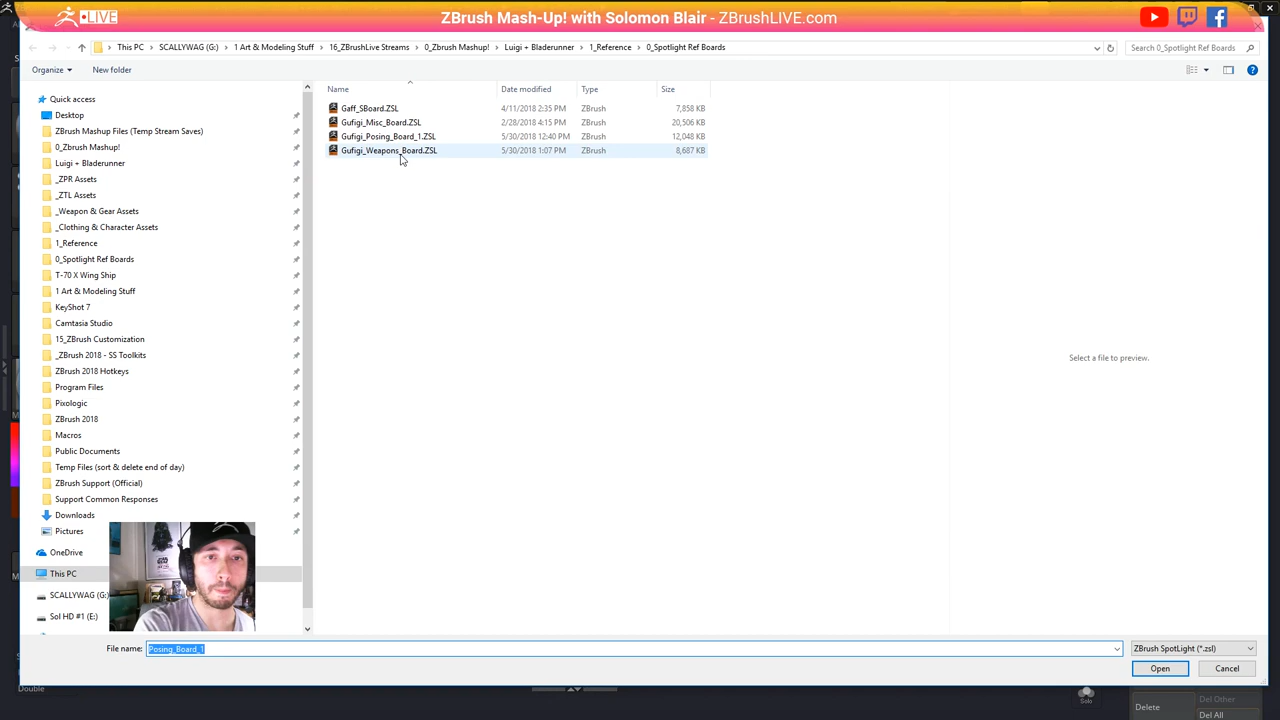 LIVE
ZBrush Mash-Up! with Solomon Blair - ZBrushLIVE.com
This PC > SCALLYWAG (G:) > 1 Art & Modeling Stuff > 16_ZBrushLive Streams > 0_Zbrush Mashup! > Luigi + Bladerunner > 1_Reference > 0_Spotlight Ref Boards
Search 0_Spotlight Ref Boards
Organize
New folder
Quick access
Desktop
ZBrush Mashup Files (Temp Stream Saves)
0_Zbrush Mashup!
Luigi + Bladerunner
_ZPR Assets
_ZTL Assets
_Weapon & Gear Assets
_Clothing & Character Assets
1_Reference
0_Spotlight Ref Boards
T-70 X Wing Ship
1 Art & Modeling Stuff
KeyShot 7
Camtasia Studio
15_ZBrush Customization
_ZBrush 2018 - SS Toolkits
ZBrush 2018 Hotkeys
Program Files
Pixologic
ZBrush 2018
Macros
Public Documents
Temp Files (sort & delete end of day)
ZBrush Support (Official)
Support Common Responses
Downloads
Pictures
OneDrive
This PC
SCALLYWAG (G:)
Sol HD #1 (E:)
Name Date modified Type Size
Gaff_SBoard.ZSL 4/11/2018 2:35 PM ZBrush 7,858 KB
Gufigi_Misc_Board.ZSL 2/28/2018 4:15 PM ZBrush 20,506 KB
Gufigi_Posing_Board_1.ZSL 5/30/2018 12:40 PM ZBrush 12,048 KB
Gufigi_Weapons_Board.ZSL 5/30/2018 1:07 PM ZBrush 8,687 KB
Select a file to preview.
File name: Posing_Board_1
ZBrush SpotLight (*.zsl)
Open
Cancel
Double
Solo
Delete
Del Other
Del All